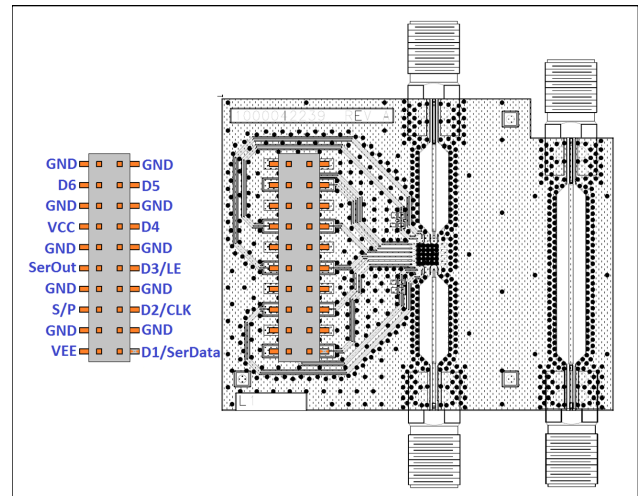 1000042239 REV A
GND GND
D6 D5
GND GND
VCC D4
GND GND
SerOut D3/LE
GND GND
S/P D2/CLK
GND GND
VEE D1/SerData